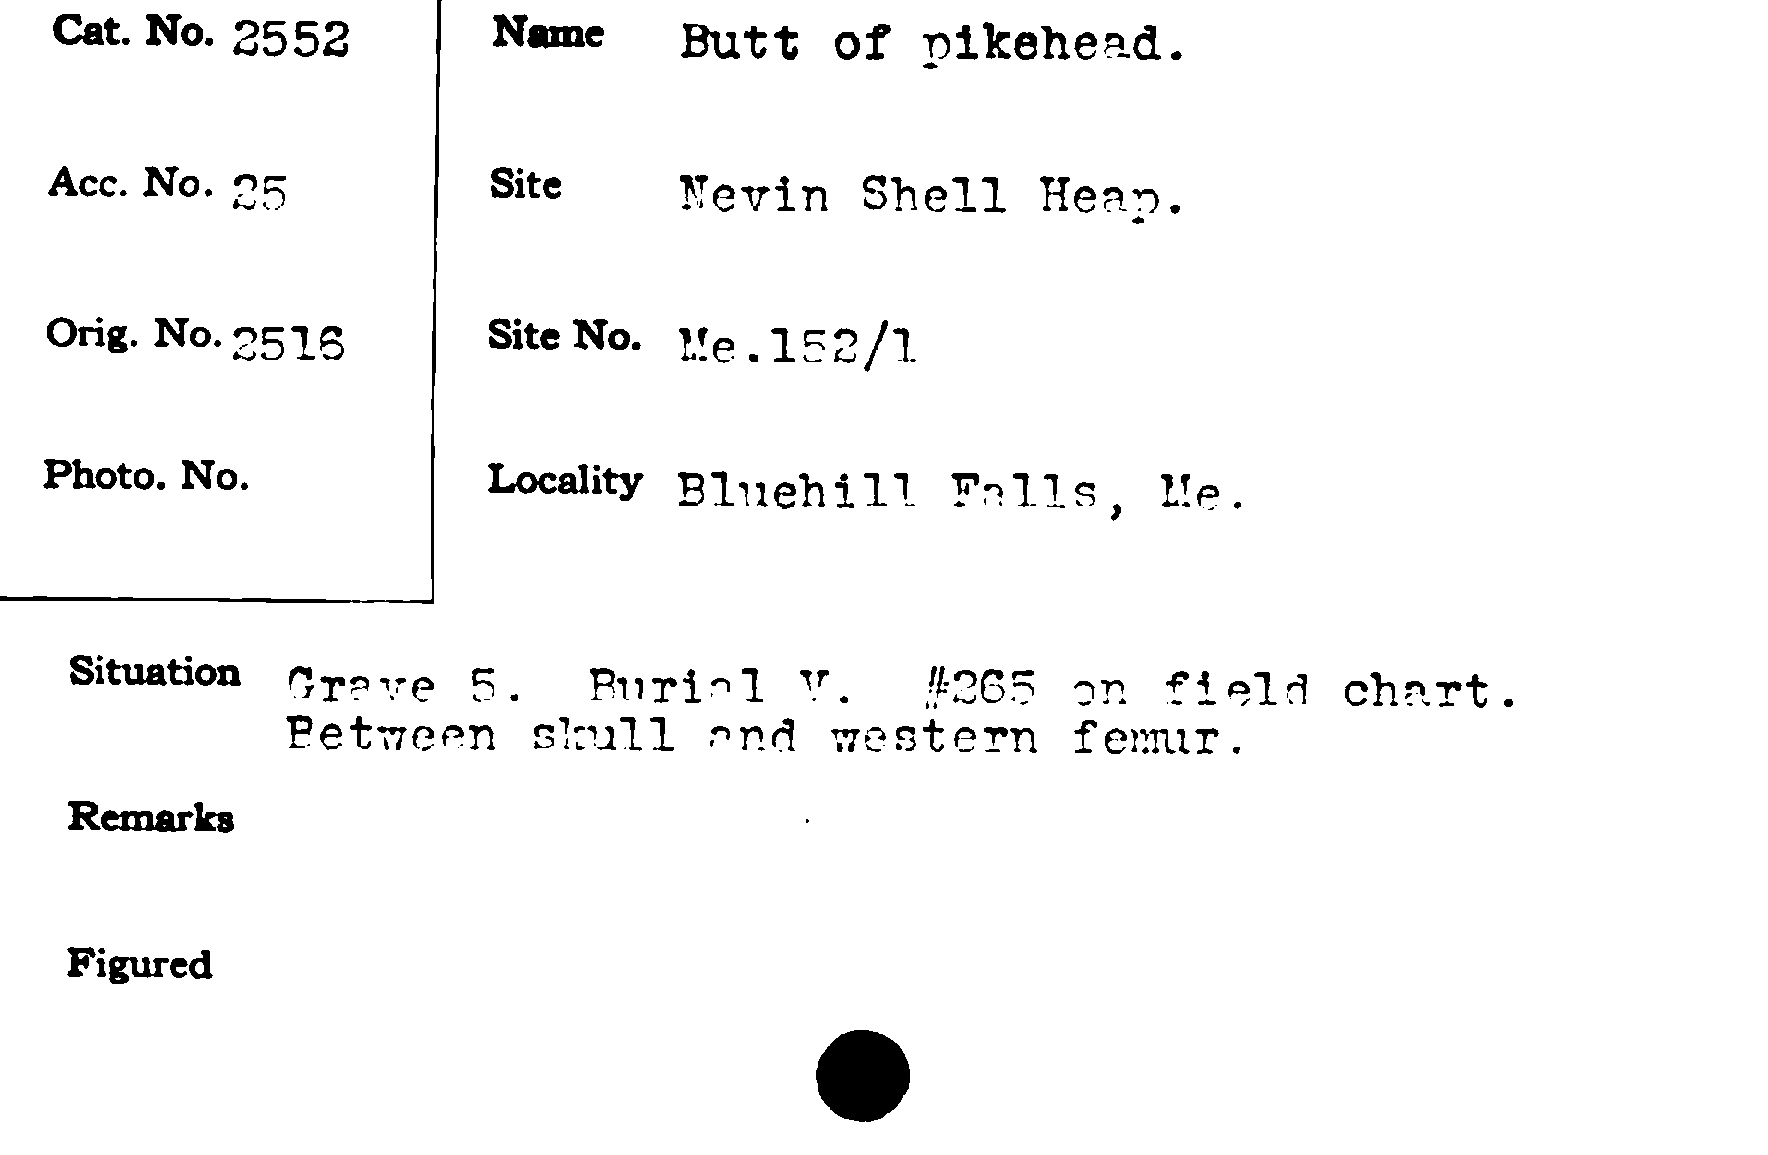 Cat. No. 2552
Name Butt of pikehead.
Acc. No. 25
Site Nevin Shell Heap.
Orig. No. 2516
Site No. Me.152/1
Photo. No.
Locality Bluehill Falls, Me.
Situation Grave 5. Burial V. #265 on field chart.
Between skull and western femur.
Remarks
Figured